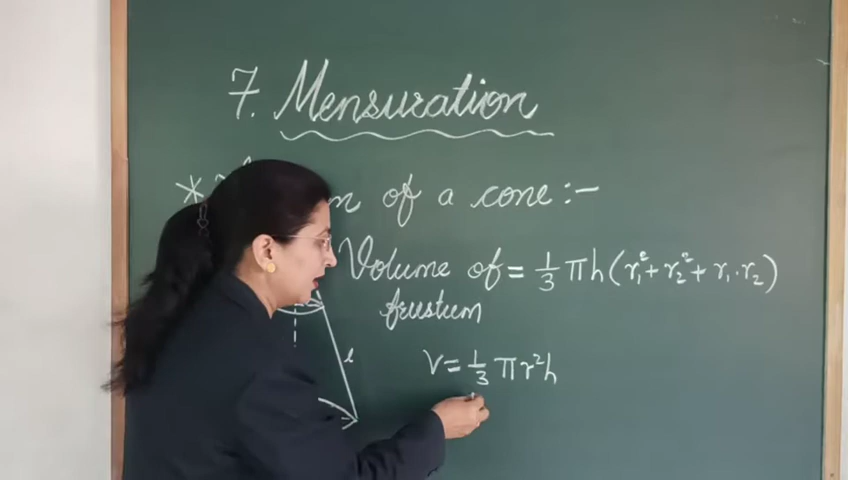 7. Mensuration
* of a cone :-
Volume of = 1/3 πh(r₁² + r₂² + r₁ . r₂)
frustum
l
V = 1/3 πr²h